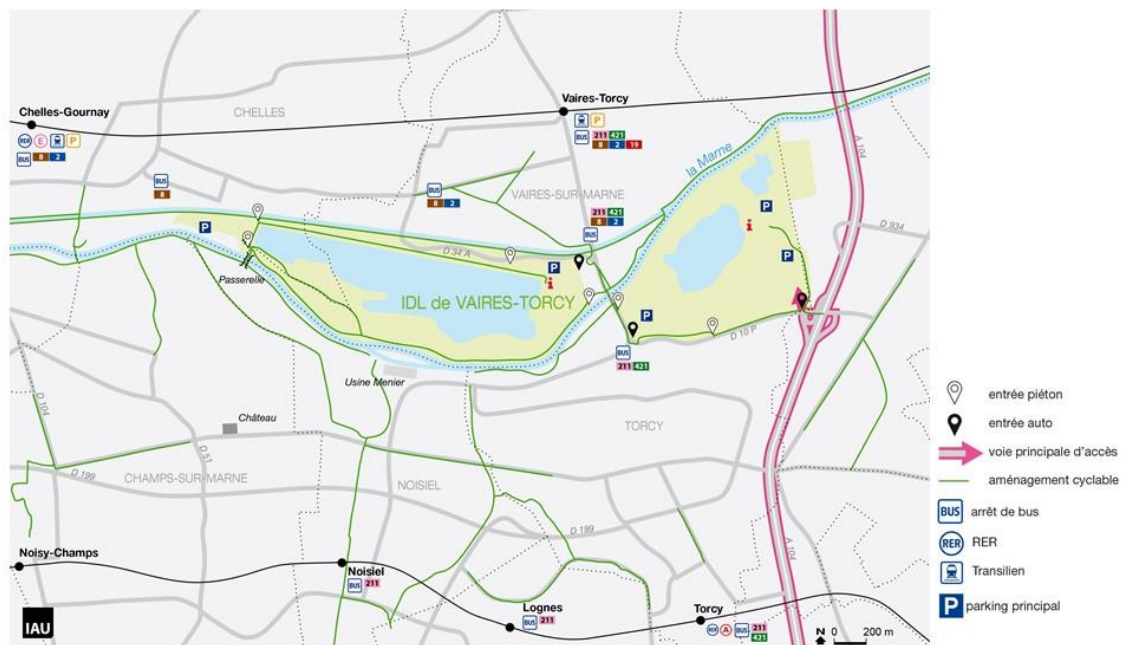 Chelles-Gournay
RER E P
BUS 8 2
CHELLES
Vaires-Torcy
P
BUS 211 421
8 2 19
la Marne
A 104
BUS
8
BUS
8 2
VAIRES-SUR-MARNE
211 421
8 2
BUS
P
i
D 934
P
D 34 A
P
i
P
Passerelle
IDL de VAIRES-TORCY
P
D 10 P
BUS
211 421
Usine Menier
D 104
Château
D 51
TORCY
D 199
CHAMPS-SUR-MARNE
NOISIEL
D 199
A 104
Noisy-Champs
Noisiel
BUS 211
Lognes
BUS 211
Torcy
RER A BUS 211
421
IAU
N 0 200 m
entrée piéton
entrée auto
voie principale d'accès
aménagement cyclable
BUS arrêt de bus
RER RER
Transilien
P parking principal